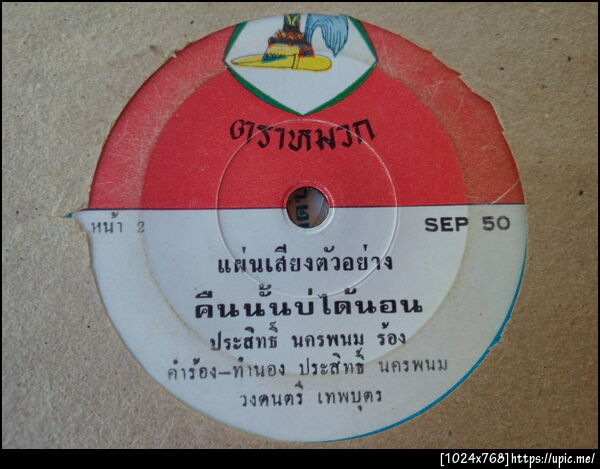 ตราหมวก
หน้า 2
SEP 50
แผ่นเสียงตัวอย่าง
คืนนั้นบ่ได้นอน
ประสิทธิ์ นครพนม ร้อง
คำร้อง-ทำนอง ประสิทธิ์ นครพนม
วงดนตรี เทพบุตร
[1024x768]https://upic.me/